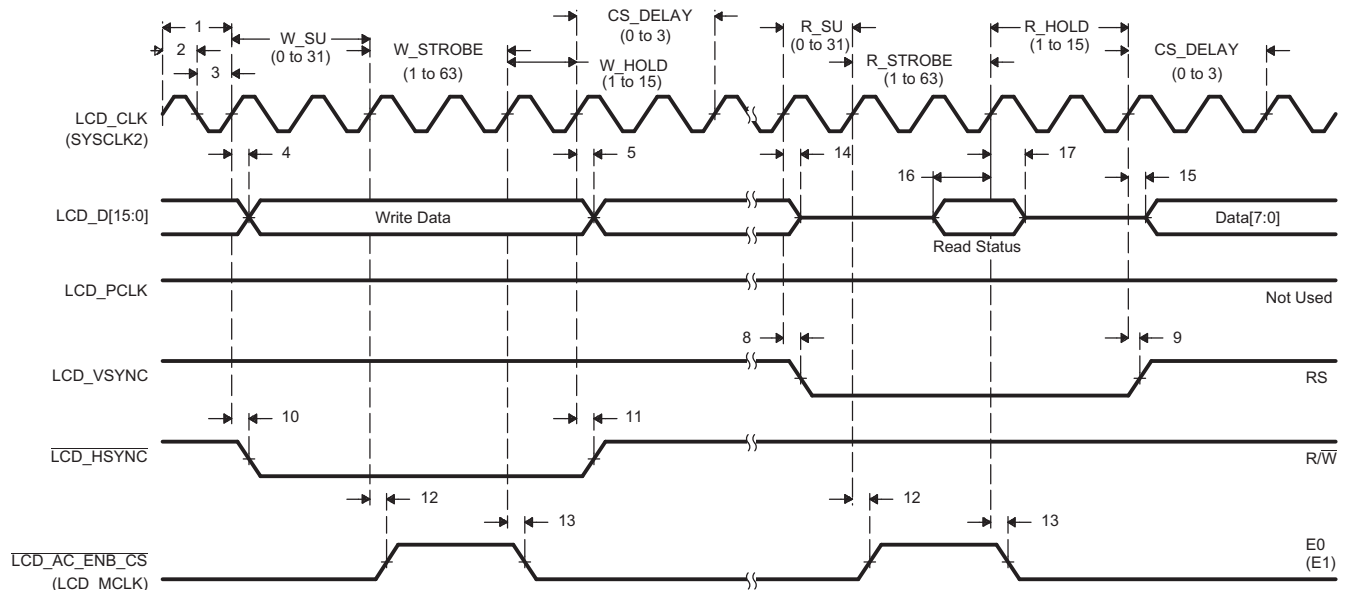 CS_DELAY
(0 to 3)
1
W_SU
(0 to 31)
2
W_STROBE
(1 to 63)
3
W_HOLD
(1 to 15)
R_SU
(0 to 31)
R_STROBE
(1 to 63)
R_HOLD
(1 to 15)
CS_DELAY
(0 to 3)
LCD_CLK
(SYSCLK2)
4
5
14
17
16
15
LCD_D[15:0]
Write Data
Read Status
Data[7:0]
LCD_PCLK
Not Used
8
9
LCD_VSYNC
RS
10
11
LCD_HSYNC
R/W
12
13
12
13
LCD_AC_ENB_CS
(LCD_MCLK)
E0
(E1)